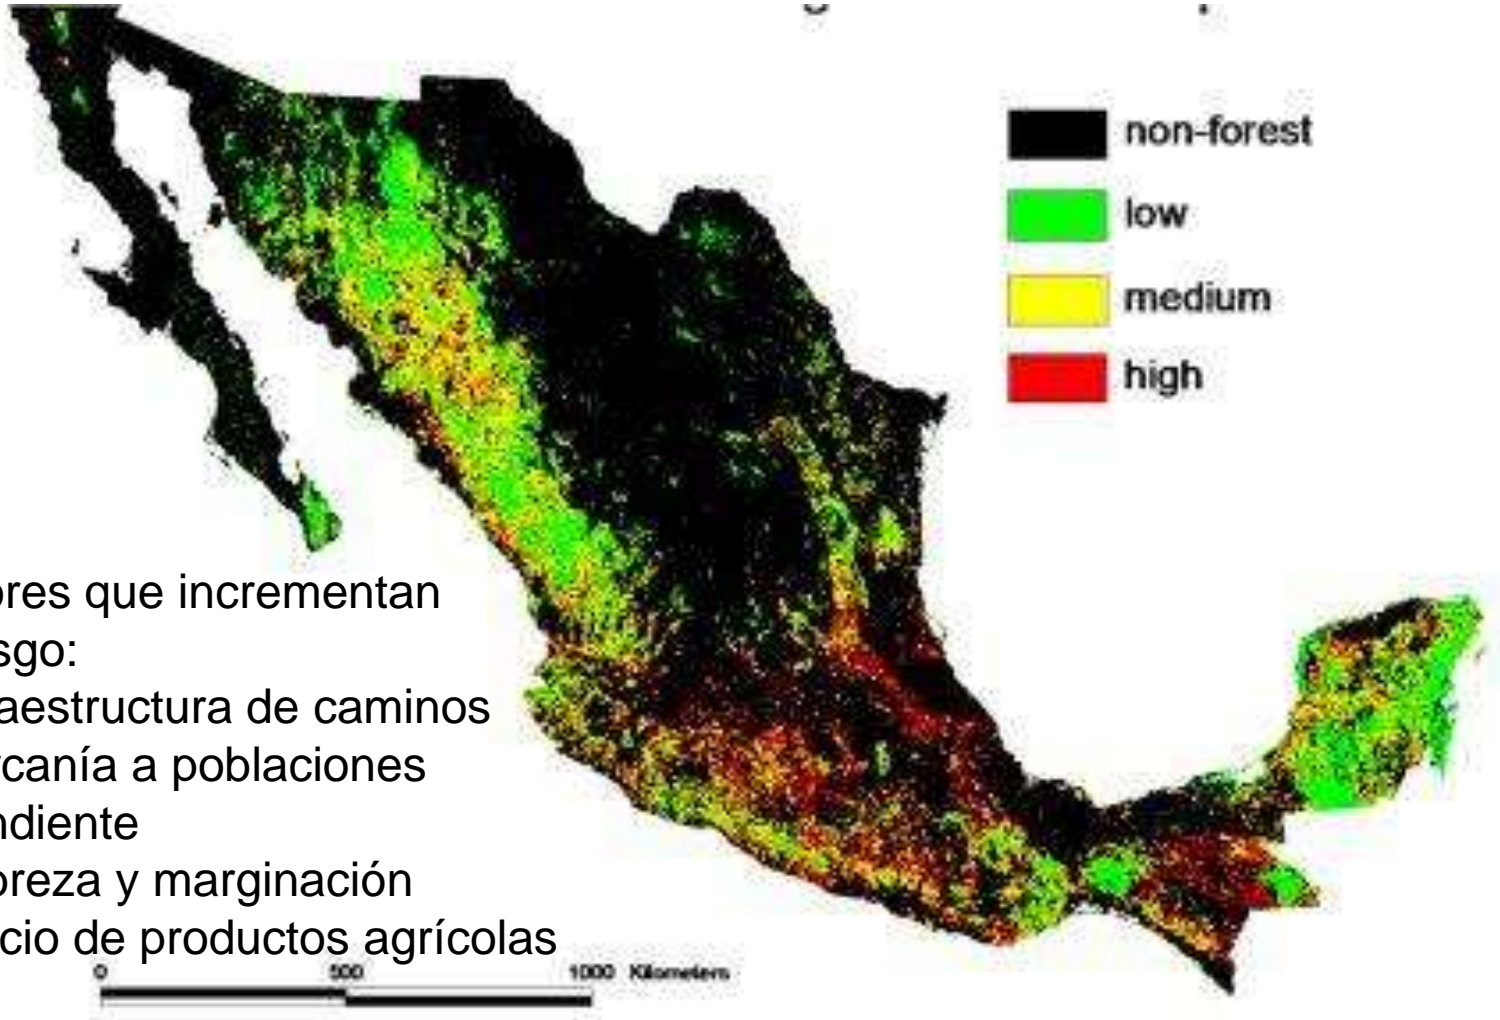 non-forest
low
medium
high
ores que incrementan
sgo:
aestructura de caminos
rcanía a poblaciones
ndiente
breza y marginación
cio de productos agrícolas
0 500 1000 Kilometers